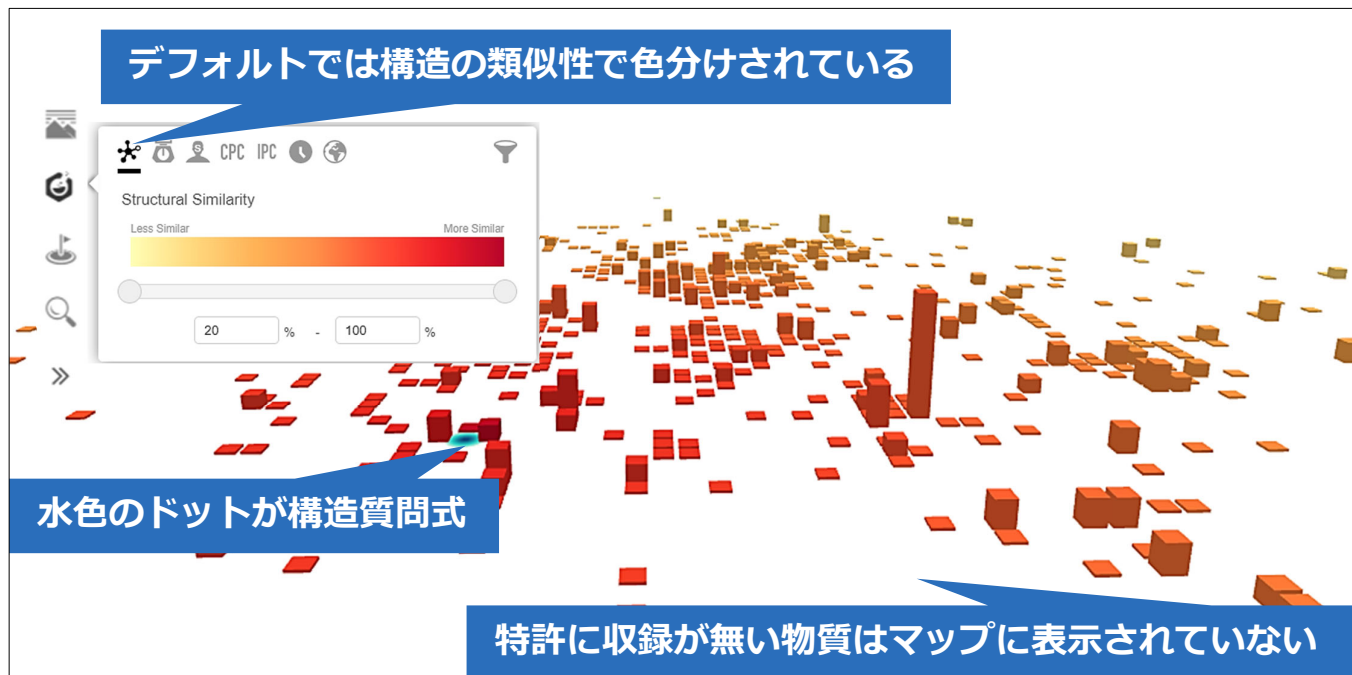 デフォルトでは構造の類似性で色分けされている
S CPC IPC
Structural Similarity
Less Similar More Similar
20 % - 100 %
水色のドットが構造質問式
特許に収録が無い物質はマップに表示されていない